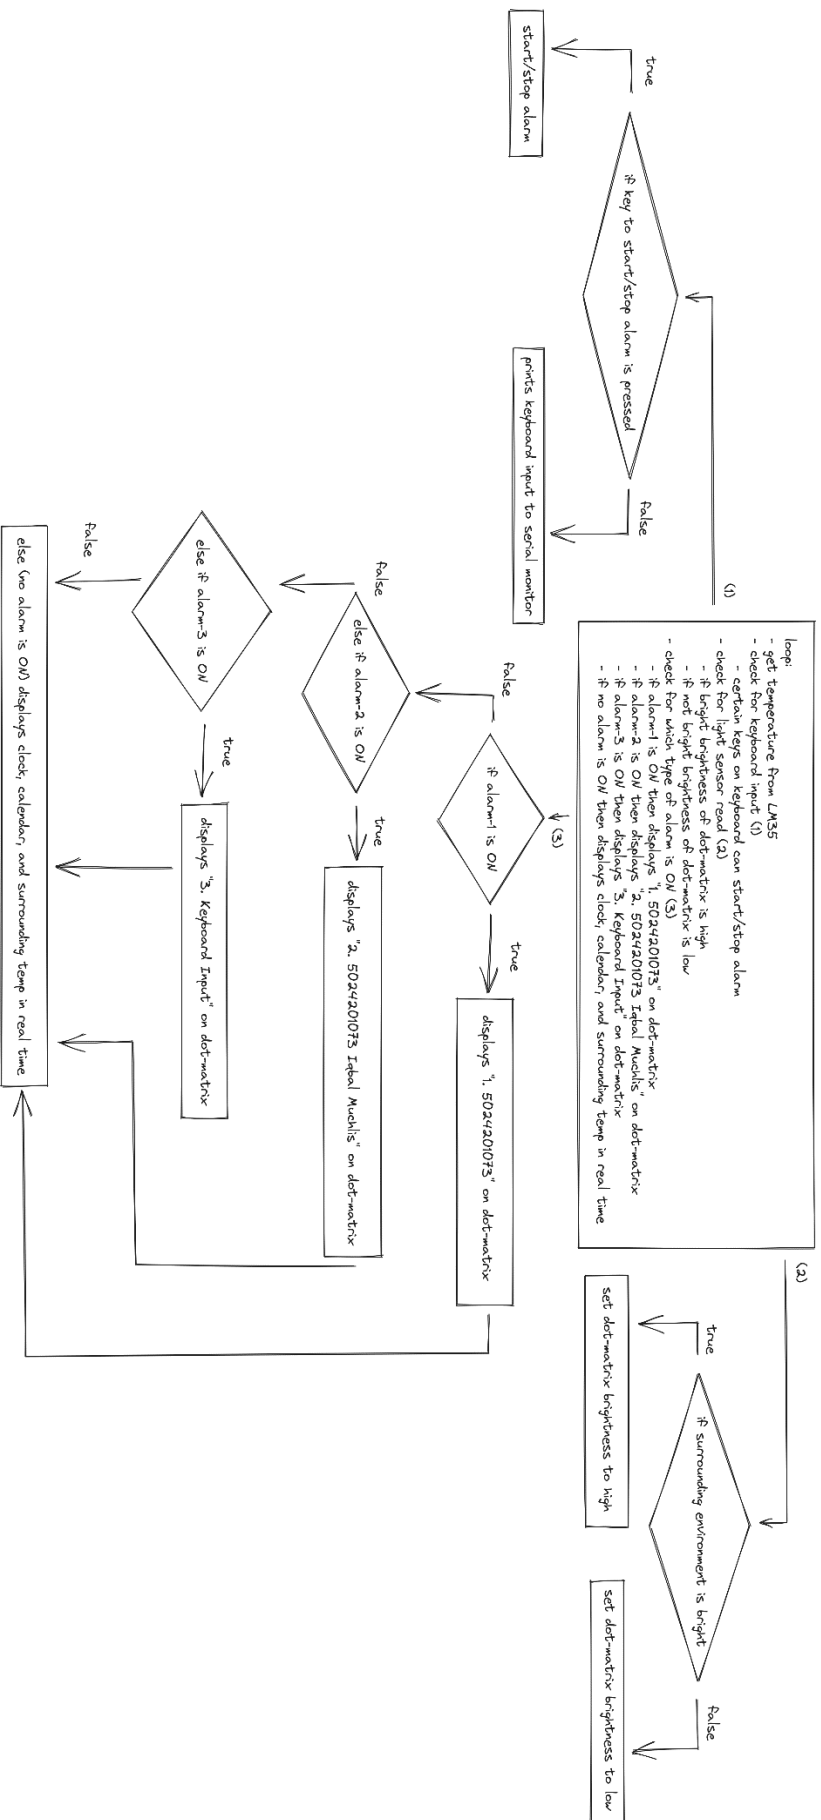 loop:
- get temperature from LM35
- check for keyboard input (1)
- certain keys on keyboard can start/stop alarm
- check for light sensor read (2)
- if bright brightness of dot-matrix is high
- if not bright brightness of dot-matrix is low
- check for which type of alarm is ON (3)
- if alarm-1 is ON then displays "1. 5024201073" on dot-matrix
- if alarm-2 is ON then displays "2. 5024201073 Iqbal Muchlis" on dot-matrix
- if alarm-3 is ON then displays "3. Keyboard Input" on dot-matrix
- if no alarm is ON then displays clock, calendar, and surrounding temp in real time
(1)
if key to start/stop alarm is pressed
true
start/stop alarm
false
prints keyboard input to serial monitor
(2)
if surrounding environment is bright
true
set dot-matrix brightness to high
false
set dot-matrix brightness to low
(3)
if alarm-1 is ON
true
displays "1. 5024201073" on dot-matrix
false
else if alarm-2 is ON
true
displays "2. 5024201073 Iqbal Muchlis" on dot-matrix
false
else if alarm-3 is ON
true
displays "3. Keyboard Input" on dot-matrix
false
else (no alarm is ON) displays clock, calendar, and surrounding temp in real time